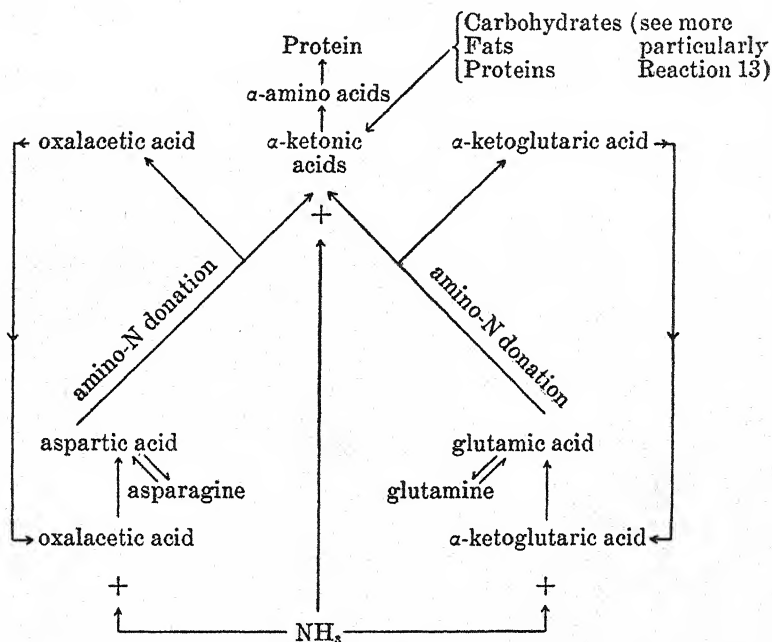 Carbohydrates (see more
Protein Fats particularly
Proteins Reaction 13)
α-amino acids
oxalacetic acid α-ketonic α-ketoglutaric acid
acids
+
amino-N donation amino-N donation
aspartic acid glutamic acid
asparagine glutamine
oxalacetic acid α-ketoglutaric acid
+ +
NH₃